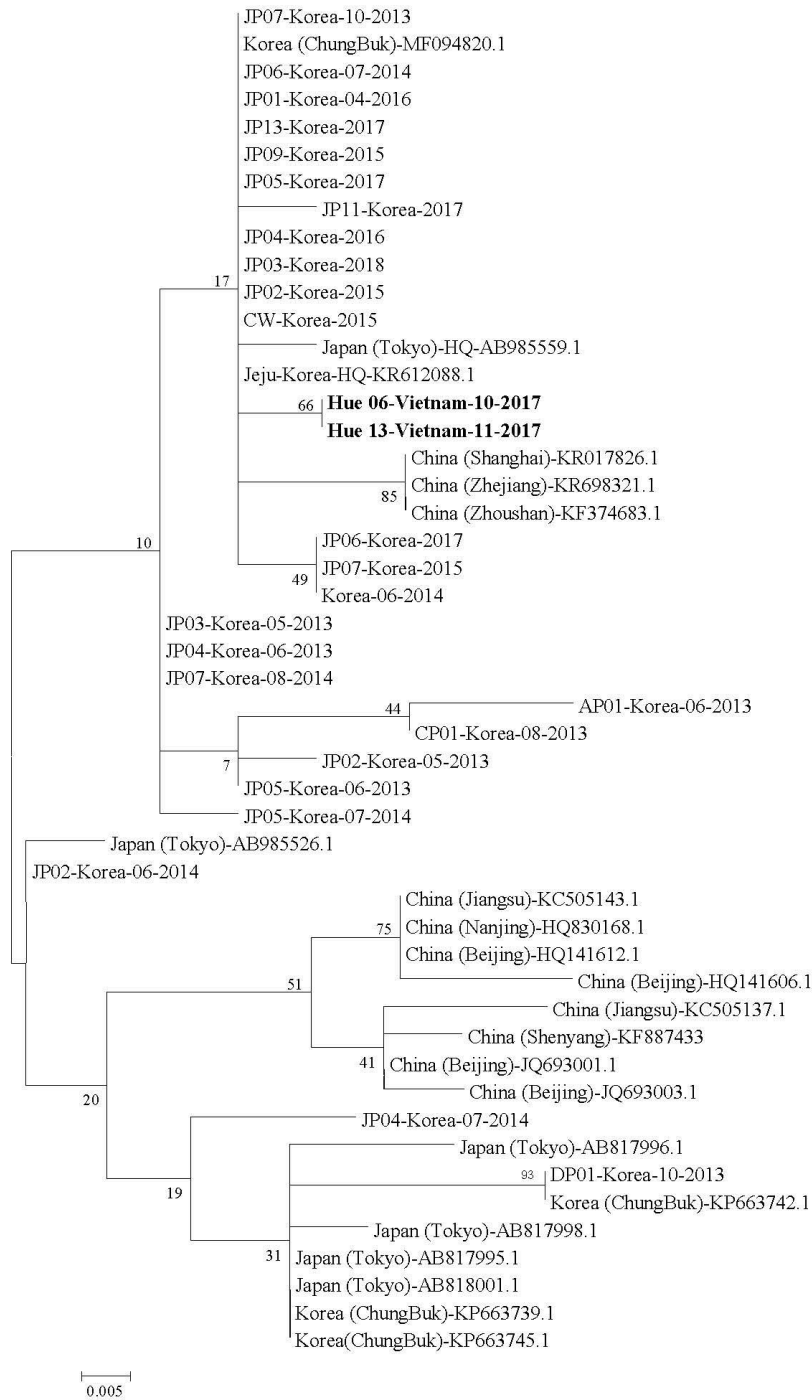 JP07-Korea-10-2013
Korea (ChungBuk)-MF094820.1
JP06-Korea-07-2014
JP01-Korea-04-2016
JP13-Korea-2017
JP09-Korea-2015
JP05-Korea-2017
JP11-Korea-2017
JP04-Korea-2016
JP03-Korea-2018
17
JP02-Korea-2015
CW-Korea-2015
Japan (Tokyo)-HQ-AB985559.1
Jeju-Korea-HQ-KR612088.1
66
Hue 06-Vietnam-10-2017
Hue 13-Vietnam-11-2017
China (Shanghai)-KR017826.1
China (Zhejiang)-KR698321.1
85
China (Zhoushan)-KF374683.1
JP06-Korea-2017
10
JP07-Korea-2015
49
Korea-06-2014
JP03-Korea-05-2013
JP04-Korea-06-2013
JP07-Korea-08-2014
44
AP01-Korea-06-2013
CP01-Korea-08-2013
7
JP02-Korea-05-2013
JP05-Korea-06-2013
JP05-Korea-07-2014
Japan (Tokyo)-AB985526.1
JP02-Korea-06-2014
China (Jiangsu)-KC505143.1
75
China (Nanjing)-HQ830168.1
China (Beijing)-HQ141612.1
51
China (Beijing)-HQ141606.1
China (Jiangsu)-KC505137.1
China (Shenyang)-KF887433
41
China (Beijing)-JQ693001.1
China (Beijing)-JQ693003.1
20
JP04-Korea-07-2014
Japan (Tokyo)-AB817996.1
93
DP01-Korea-10-2013
19
Korea (ChungBuk)-KP663742.1
Japan (Tokyo)-AB817998.1
31
Japan (Tokyo)-AB817995.1
Japan (Tokyo)-AB818001.1
Korea (ChungBuk)-KP663739.1
Korea(ChungBuk)-KP663745.1
0.005